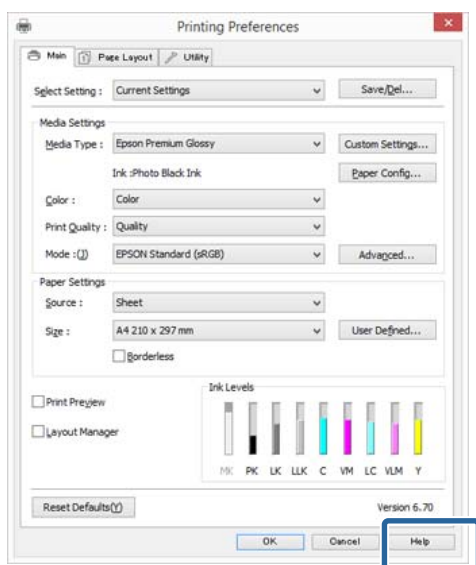 Printing Preferences
Main Page Layout Utility
Select Setting : Current Settings Save/Del...
Media Settings
Media Type : Epson Premium Glossy Custom Settings...
Ink :Photo Black Ink Paper Config...
Color : Color
Print Quality : Quality
Mode :(J) EPSON Standard (sRGB) Advanced...
Paper Settings
Source : Sheet
Size : A4 210 x 297 mm User Defined...
Borderless
Print Preview
Layout Manager
Ink Levels
MK PK LK LLK C VM LC VLM Y
Reset Defaults(Y) Version 6.70
OK Cancel Help